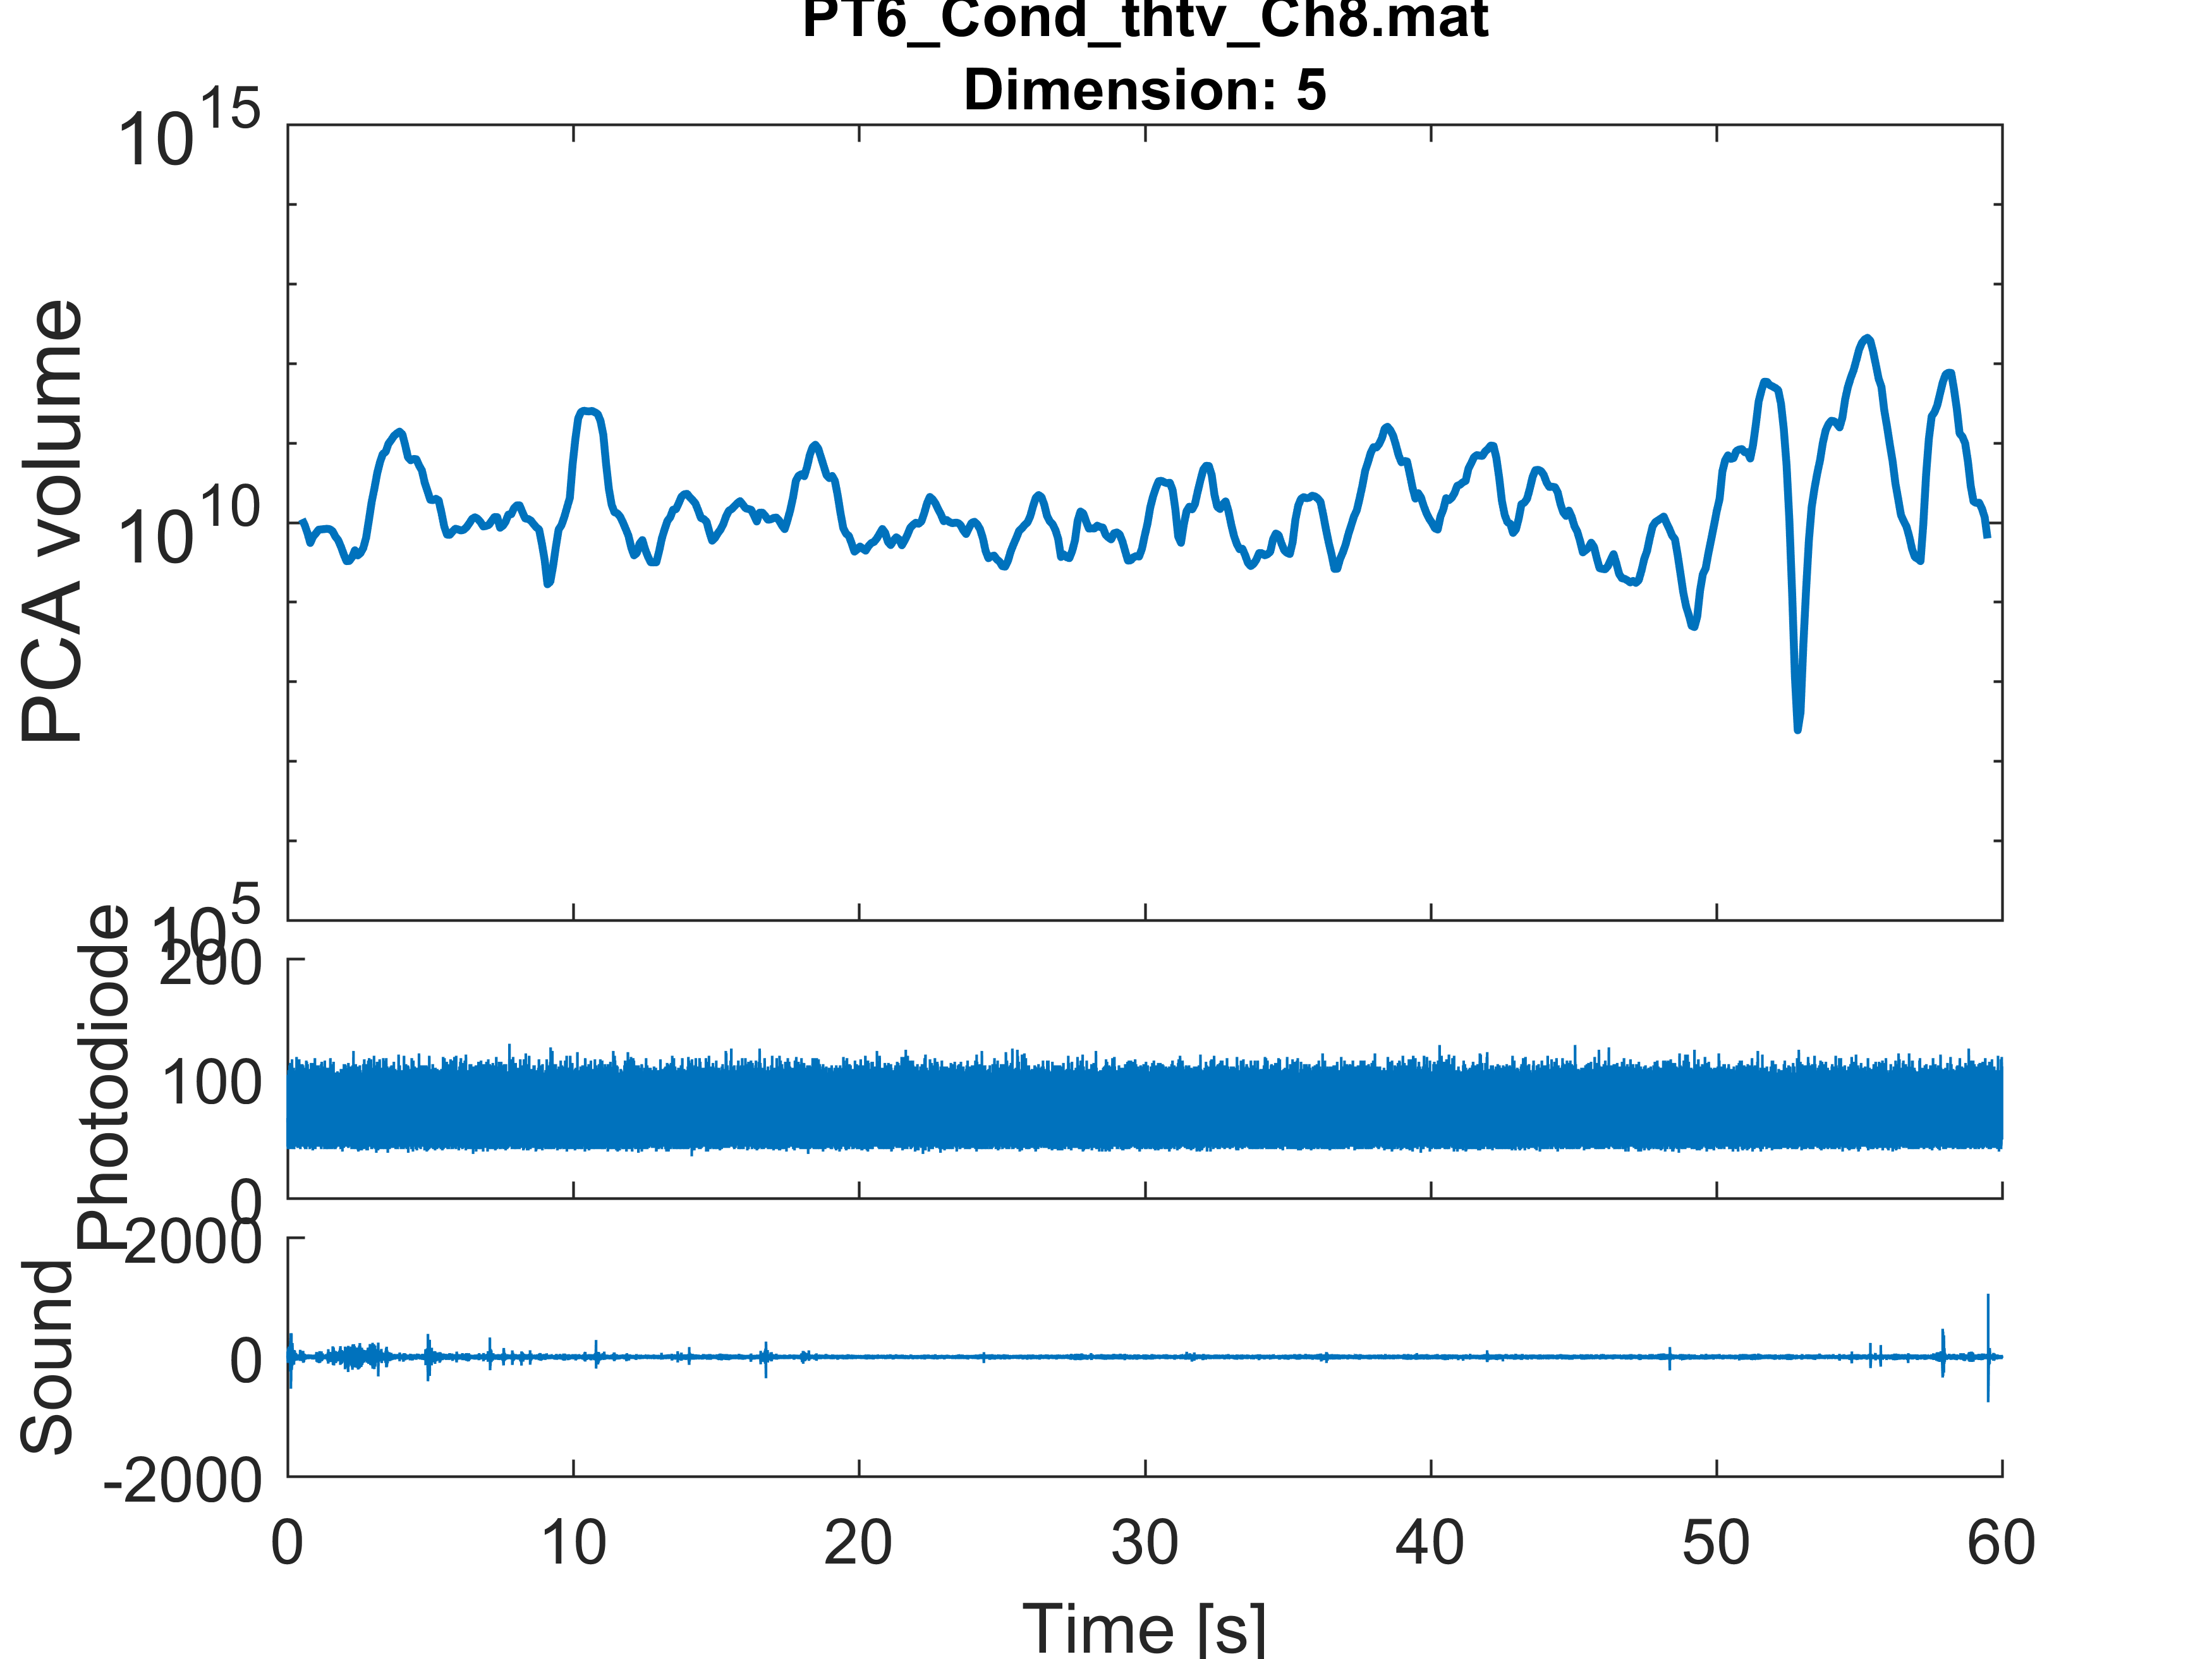 PT6_Cond_thtv_Ch8.mat
Dimension: 5
PCA volume
10^15
10^10
10^5
Photodiode
200
100
0
Sound
2000
0
-2000
0 10 20 30 40 50 60
Time [s]